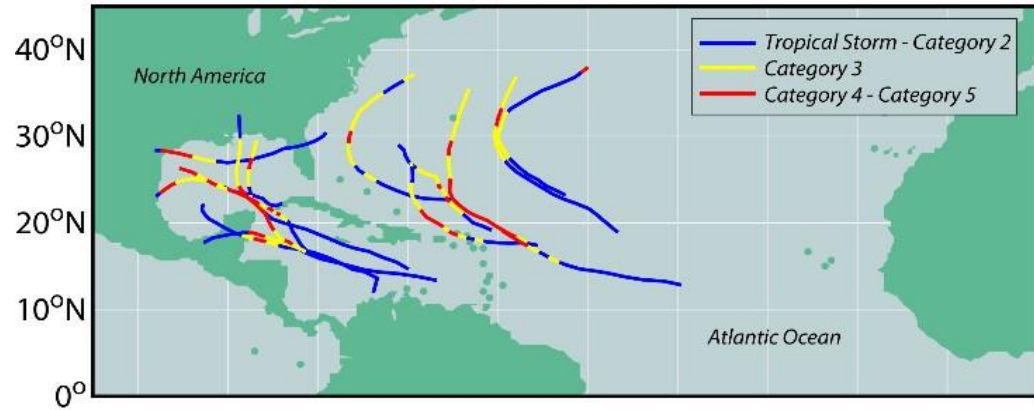 40°N
30°N
20°N
10°N
0°
North America
Tropical Storm - Category 2
Category 3
Category 4 - Category 5
Atlantic Ocean